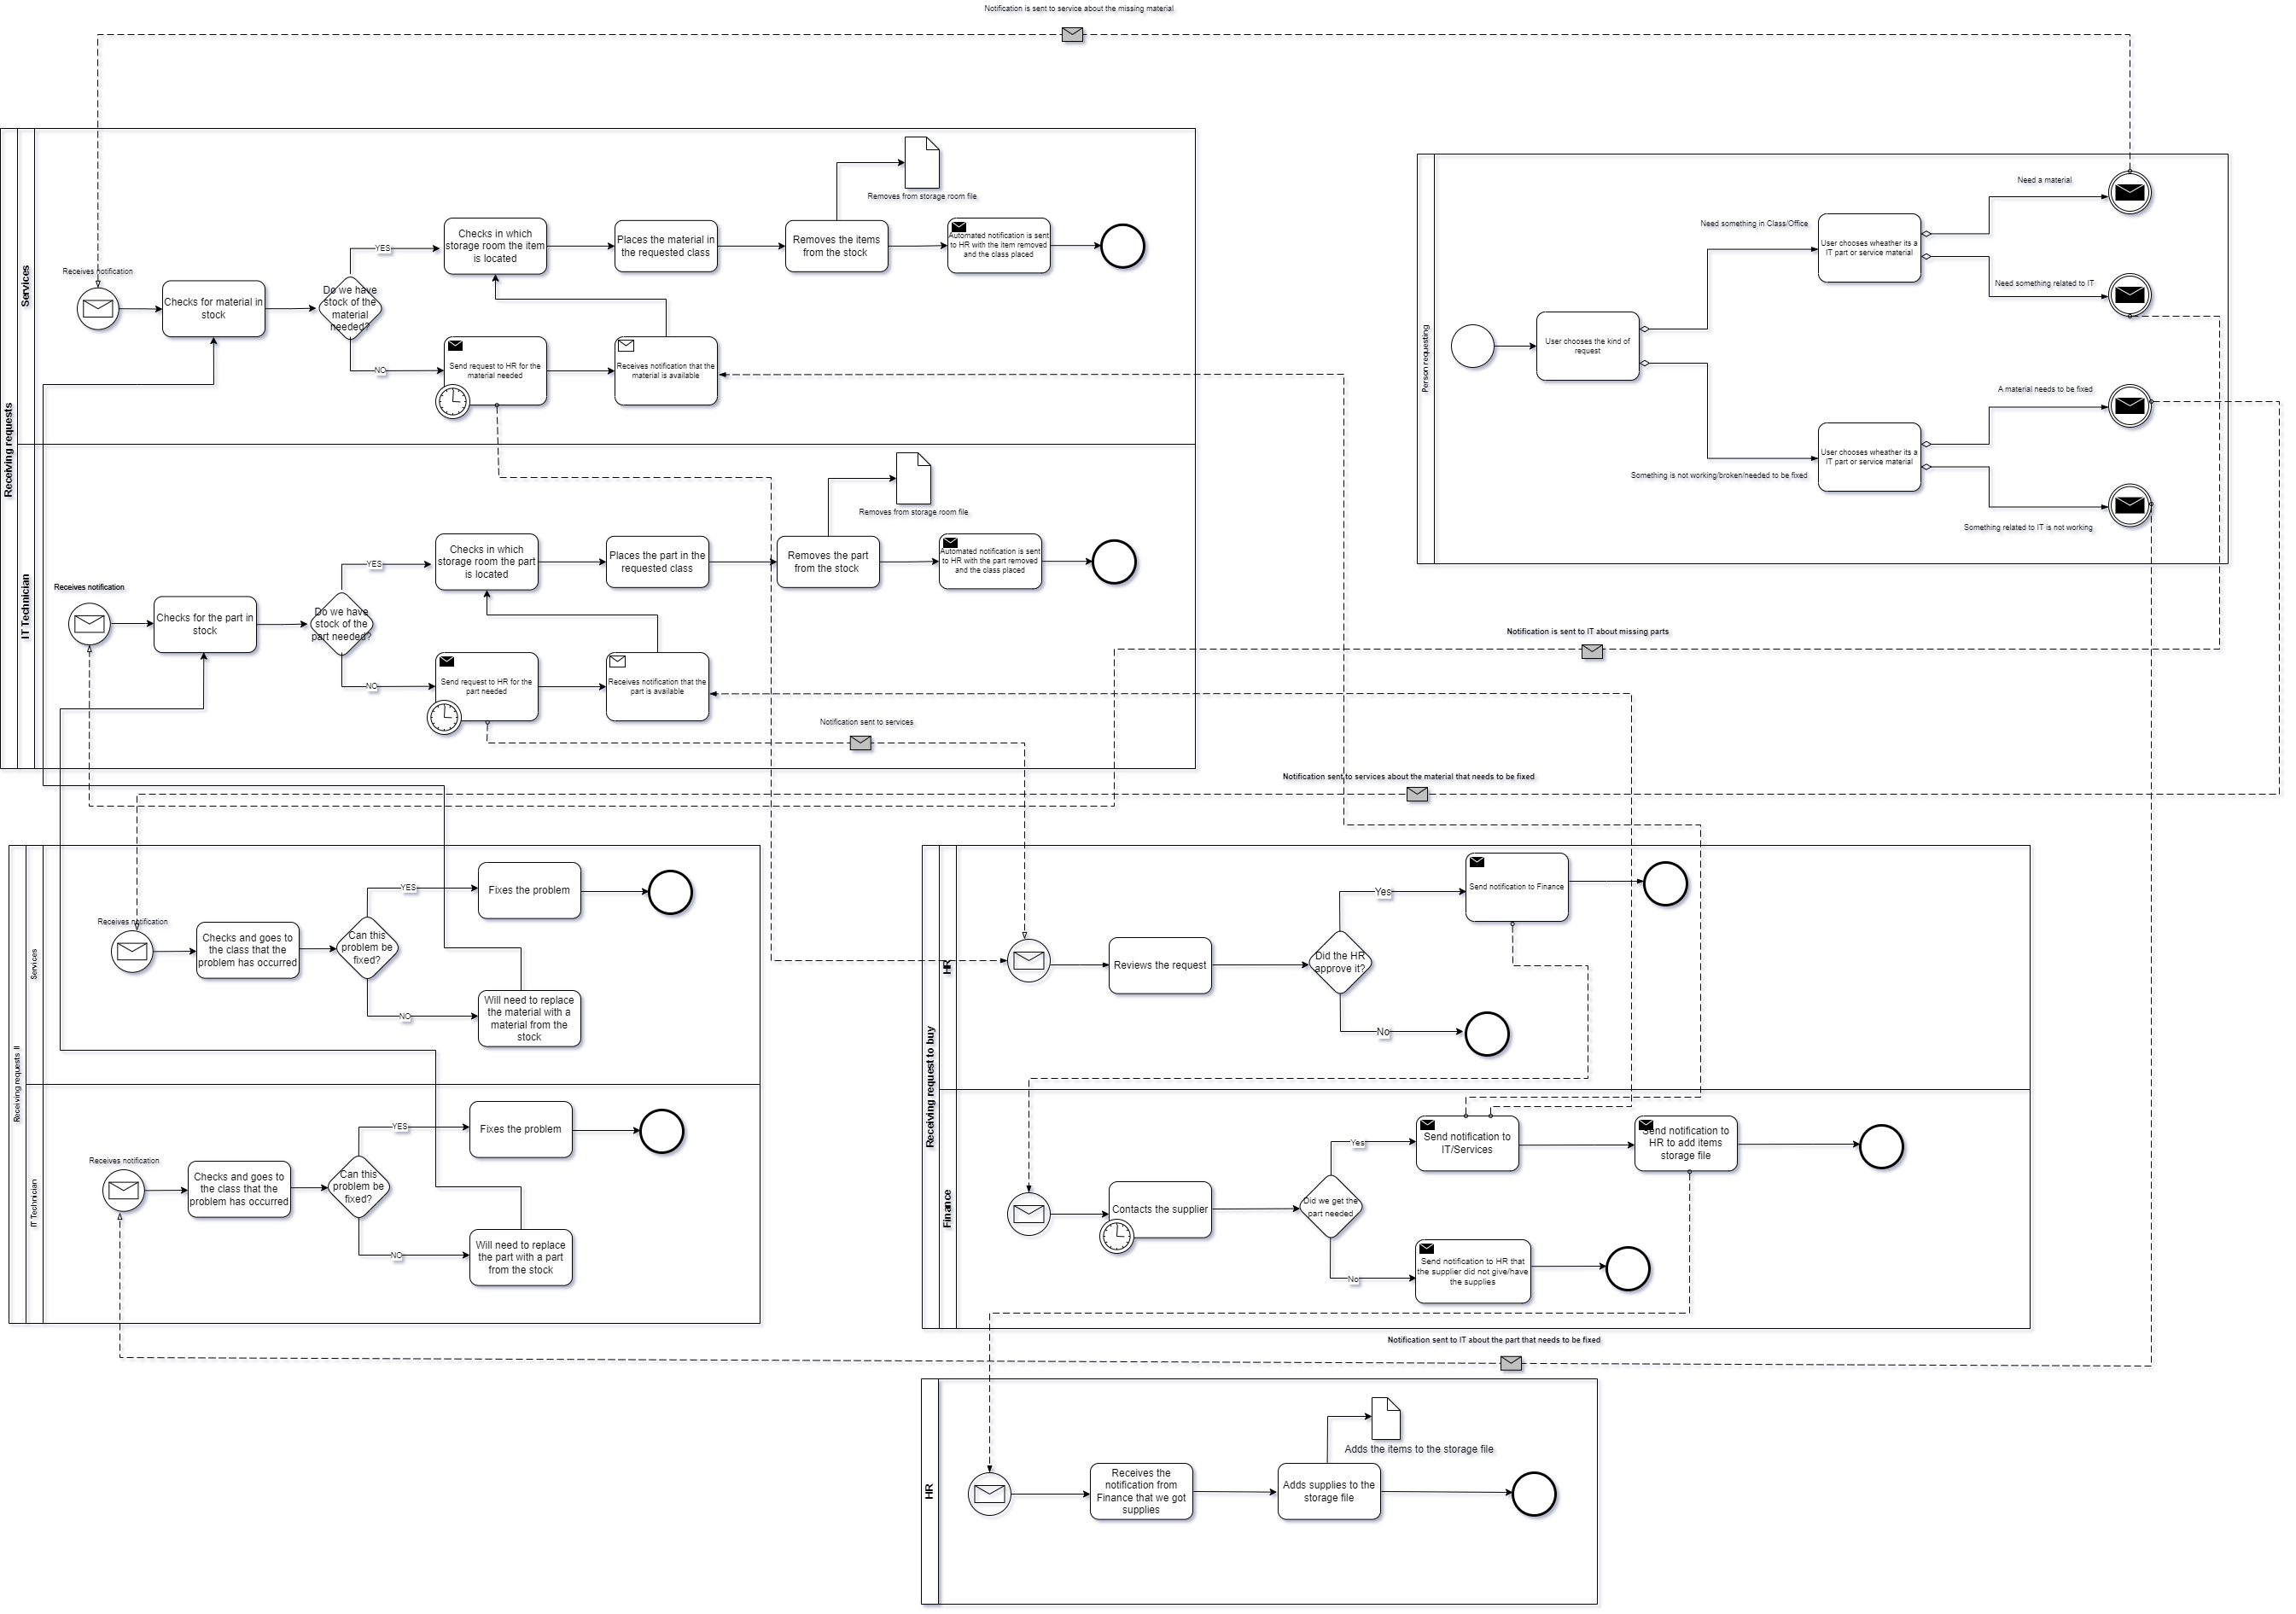 Notification is sent to service about the missing material
Receiving requests
Services
Removes from storage room file
Receives notification
Checks for material in
stock
Do we have
stock of the
material
needed?
YES
Checks in which
storage room the item
is located
Places the material in
the requested class
Removes the items
from the stock
Automated notification is sent
to HR with the item removed
and the class placed
NO
Send request to HR for the
material needed
Receives notification that the
material is available
IT Technician
Removes from storage room file
Receives notification
Checks for the part in
stock
Do we have
stock of the
part needed?
YES
Checks in which
storage room the part
is located
Places the part in the
requested class
Removes the part
from the stock
Automated notification is sent
to HR with the part removed
and the class placed
NO
Send request to HR for the
part needed
Receives notification that the
part is available
Notification sent to services
Person requesting
User chooses the kind of
request
Need something in Class/Office
User chooses wheather its a
IT part or service material
Need a material
Need something related to IT
Something is not working/broken/needed to be fixed
User chooses wheather its a
IT part or service material
A material needs to be fixed
Something related to IT is not working
Notification is sent to IT about missing parts
Notification sent to services about the material that needs to be fixed
Receiving requests II
Services
Receives notification
Checks and goes to
the class that the
problem has occurred
Can this
problem be
fixed?
YES
Fixes the problem
NO
Will need to replace
the material with a
material from the
stock
IT Technician
Receives notification
Checks and goes to
the class that the
problem has occurred
Can this
problem be
fixed?
YES
Fixes the problem
NO
Will need to replace
the part with a part
from the stock
Receiving request to buy
HR
Reviews the request
Did the HR
approve it?
Yes
Send notification to Finance
No
Finance
Contacts the supplier
Did we get the
part needed
Yes
Send notification to
IT/Services
Send notification to
HR to add items
storage file
No
Send notification to HR that
the supplier did not give/have
the supplies
Notification sent to IT about the part that needs to be fixed
HR
Receives the
notification from
Finance that we got
supplies
Adds supplies to the
storage file
Adds the items to the storage file